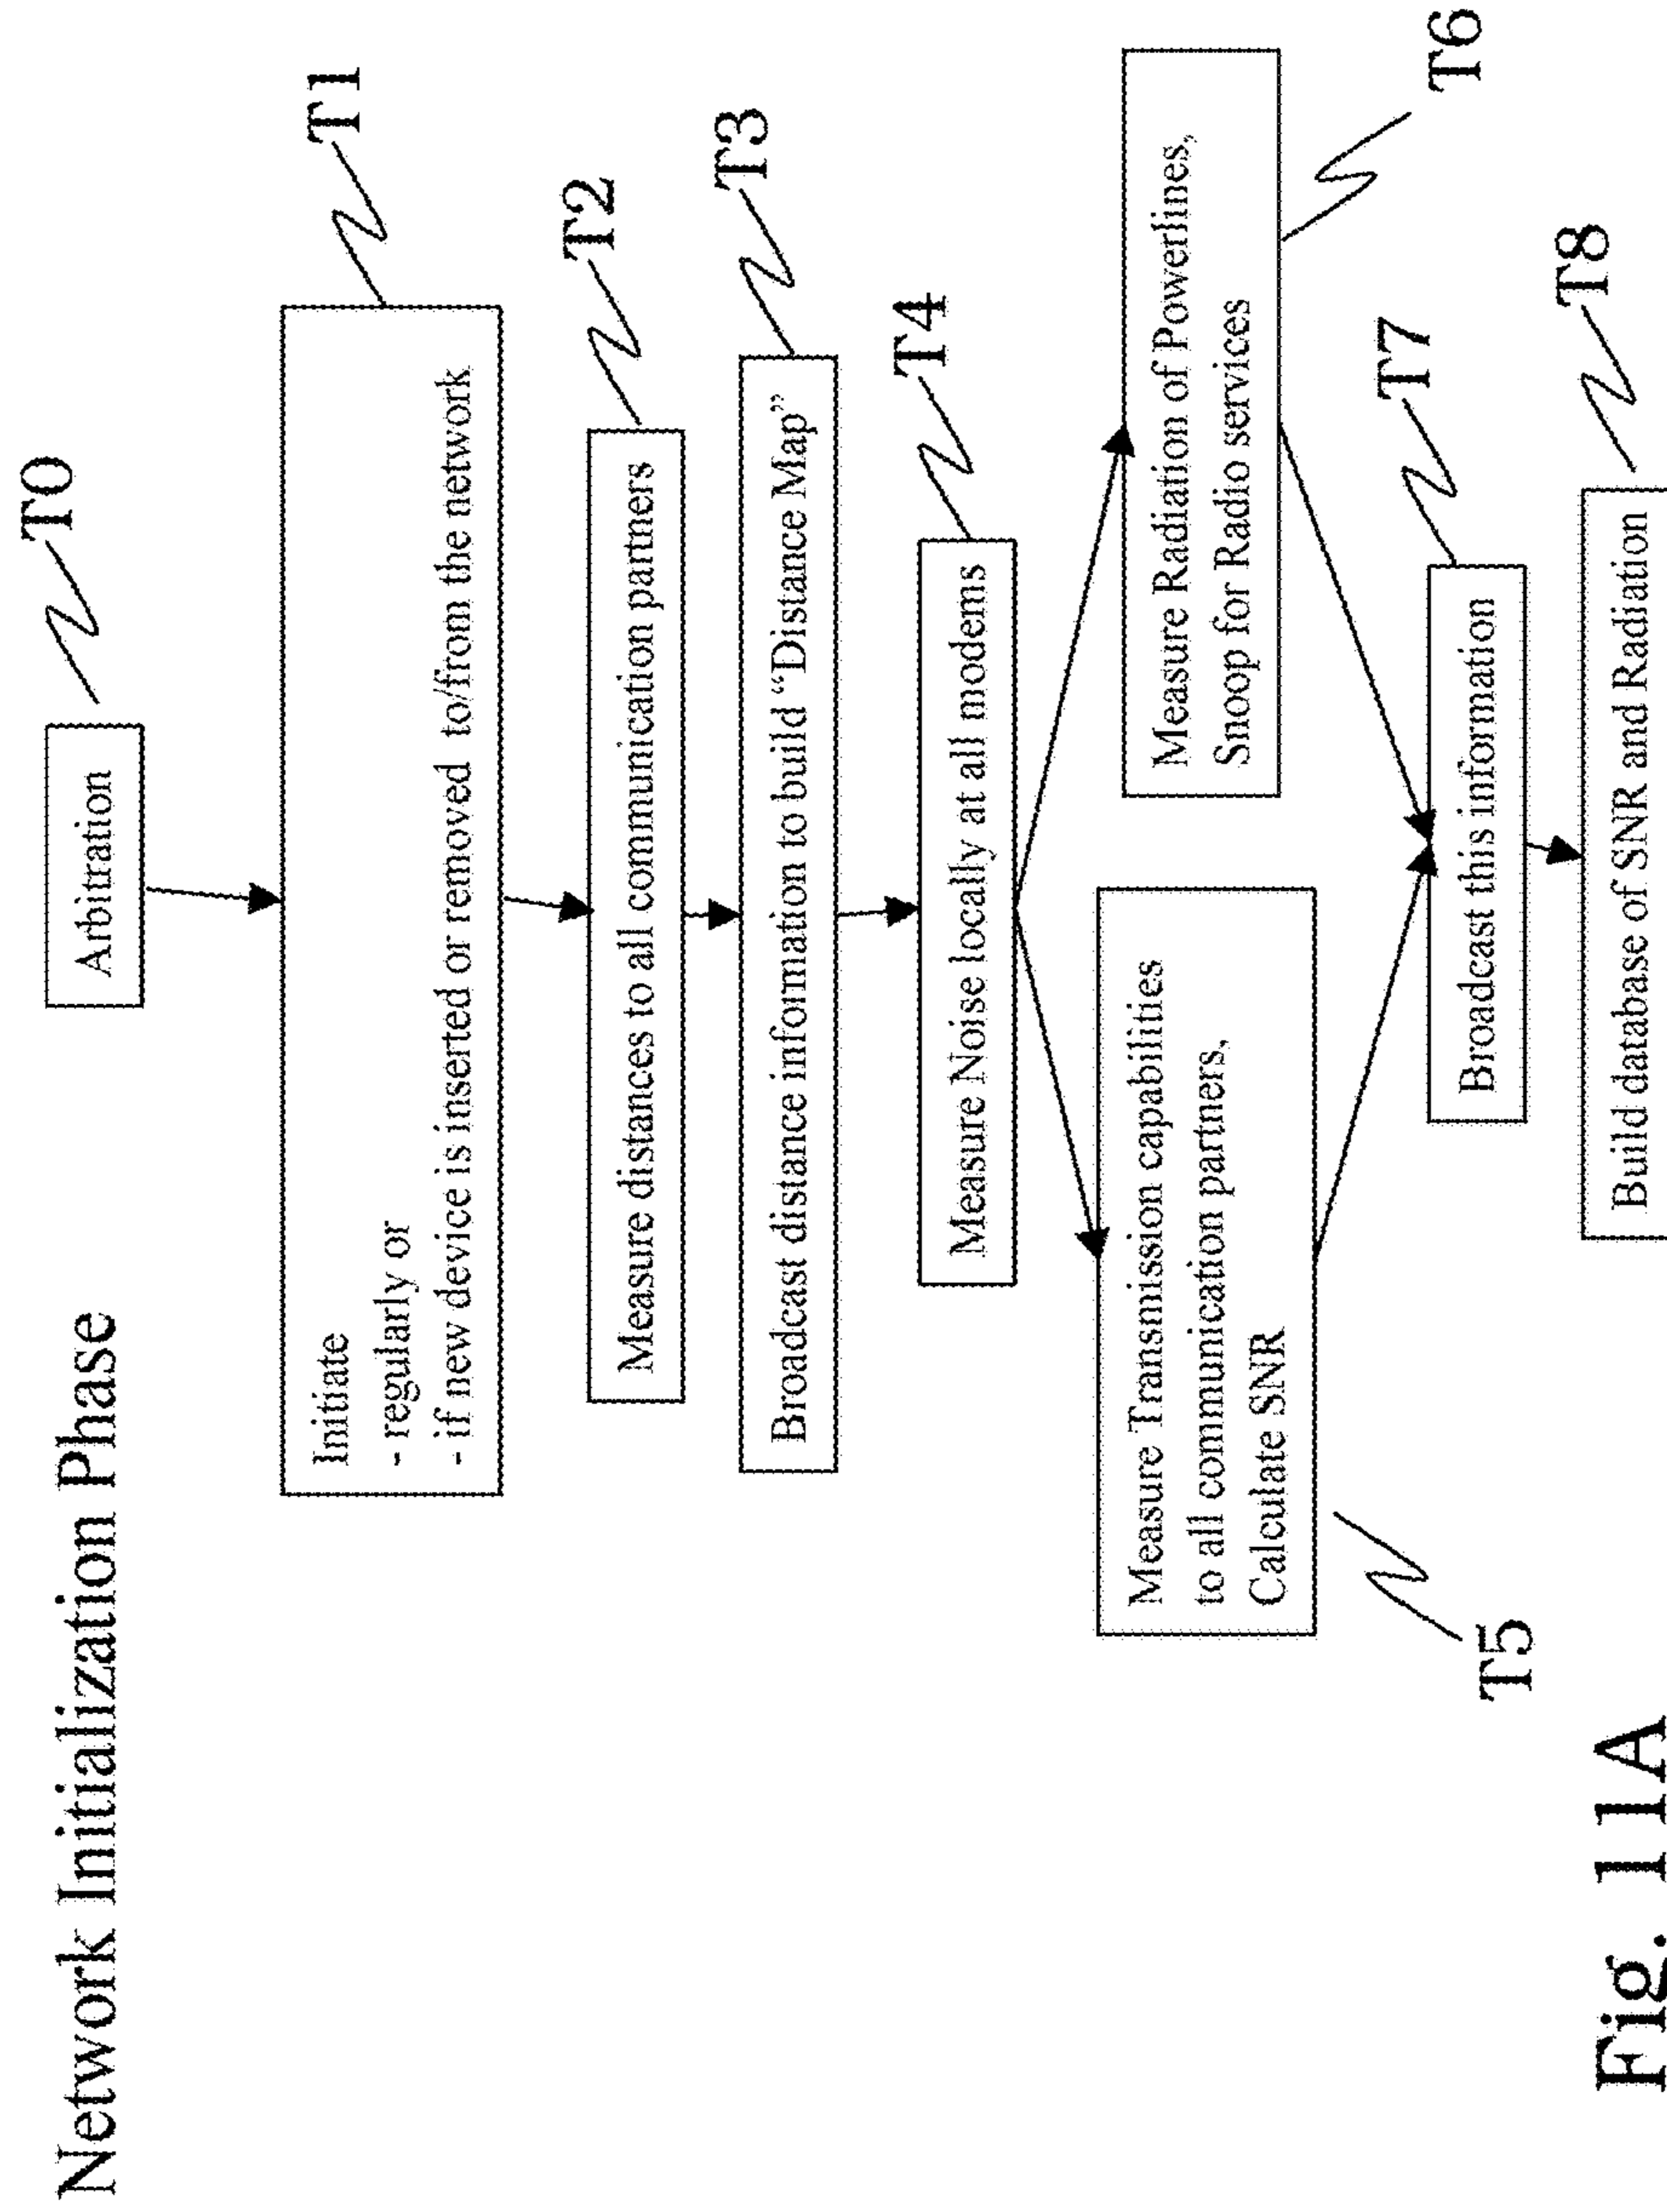 Network Initialization Phase
T0
Arbitration
T1
Initiate
- regularly or
- if new device is inserted or removed to/from the network
T2
Measure distances to all communication partners
T3
Broadcast distance information to build “Distance Map”
T4
Measure Noise locally at all modems
Measure Transmission capabilities
to all communication partners,
Calculate SNR
T5
Measure Radiation of Powerlines,
Snoop for Radio services
T6
T7
Broadcast this information
T8
Build database of SNR and Radiation
Fig. 11A